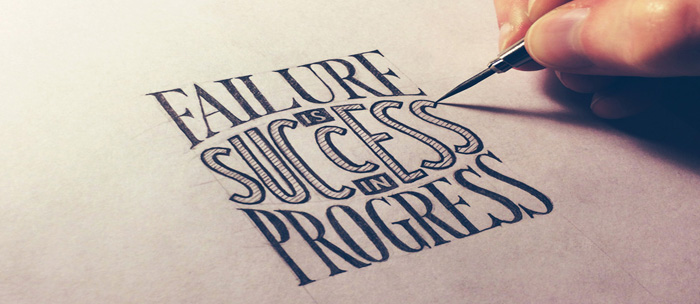 FAILURE
IS
SUCCESS
IN
PROGRESS